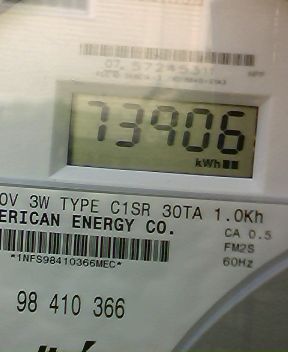 73906
kWh
0V 3W TYPE C1SR 30TA 1.0Kh
ERICAN ENERGY CO.
CA 0.5
FM2S
60Hz
*1NFS98410366MEC*
98 410 366